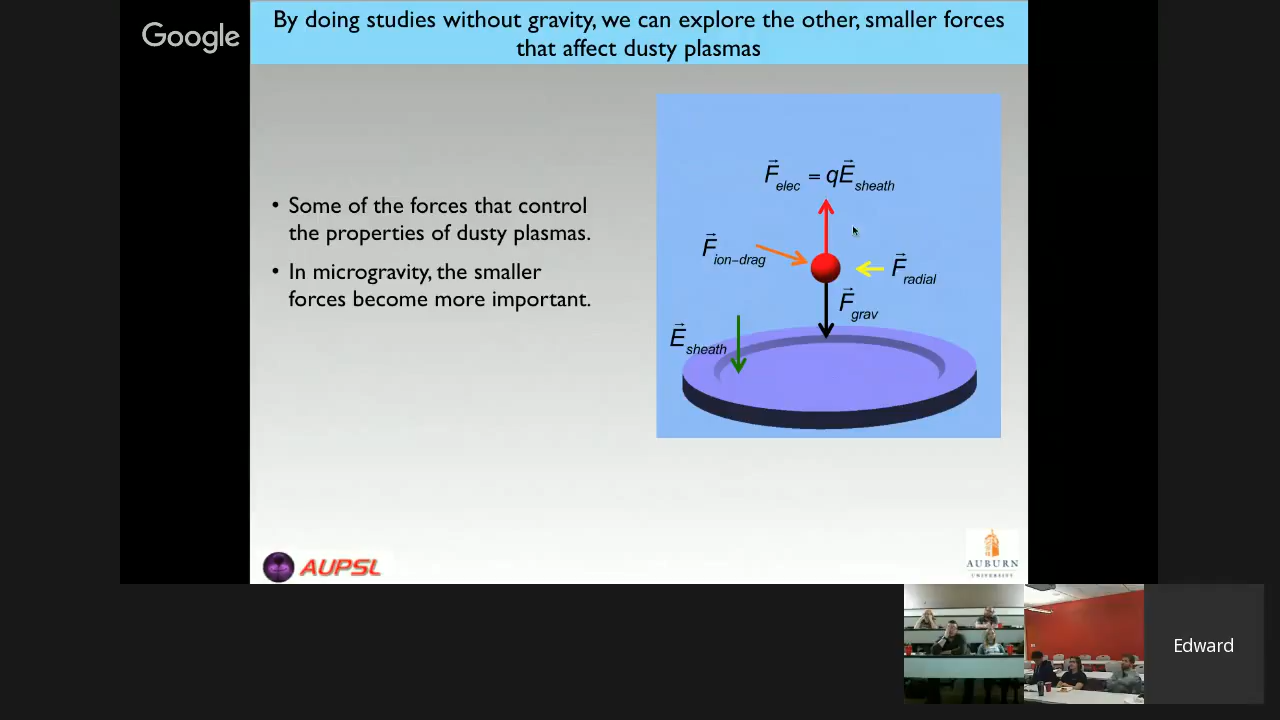 Google
By doing studies without gravity, we can explore the other, smaller forces
that affect dusty plasmas
• Some of the forces that control
the properties of dusty plasmas.
• In microgravity, the smaller
forces become more important.
F⃗elec = qE⃗sheath
F⃗ion−drag
F⃗radial
F⃗grav
E⃗sheath
AUPSL
AUBURN
UNIVERSITY
Edward